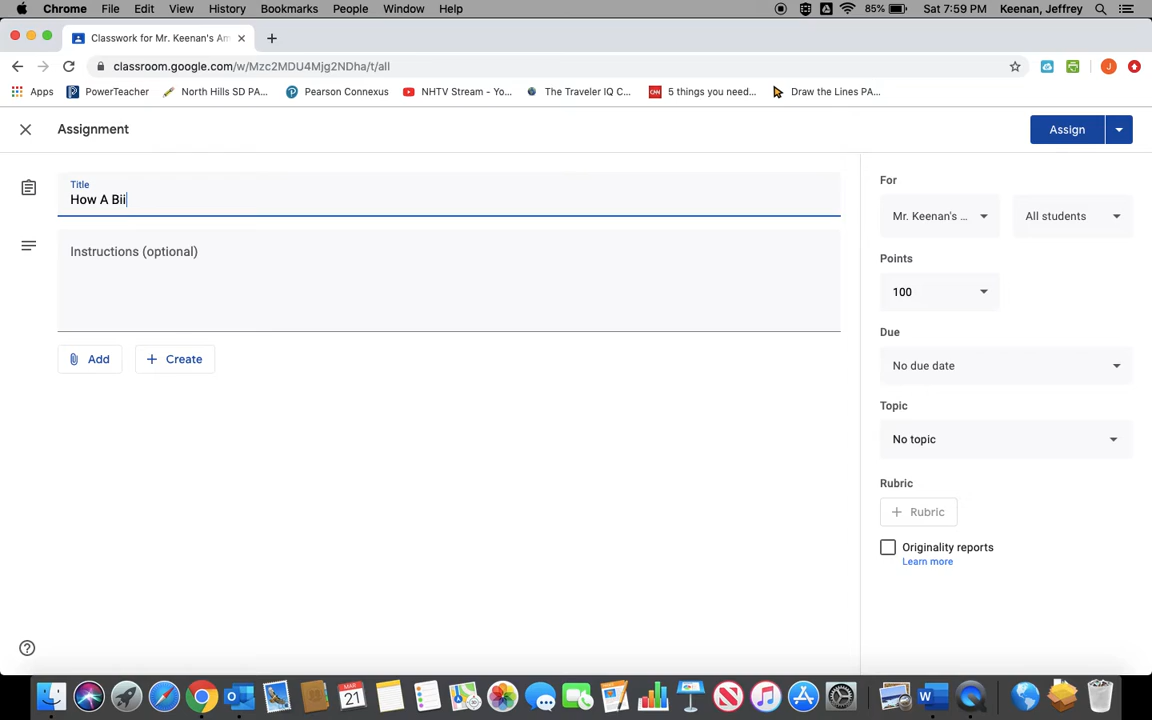 Chrome File Edit View History Bookmarks People Window Help 85% Sat 7:59 PM Keenan, Jeffrey
Classwork for Mr. Keenan's Am
classroom.google.com/w/Mzc2MDU4Mjg2NDha/t/all
J
Apps PowerTeacher North Hills SD PA... Pearson Connexus NHTV Stream - Yo... The Traveler IQ C... CNN 5 things you need... Draw the Lines PA...
Assignment
Assign
Title
How A Bii
Instructions (optional)
Add Create
For
Mr. Keenan's ... All students
Points
100
Due
No due date
Topic
No topic
Rubric
Rubric
Originality reports
Learn more
MAR
21
W